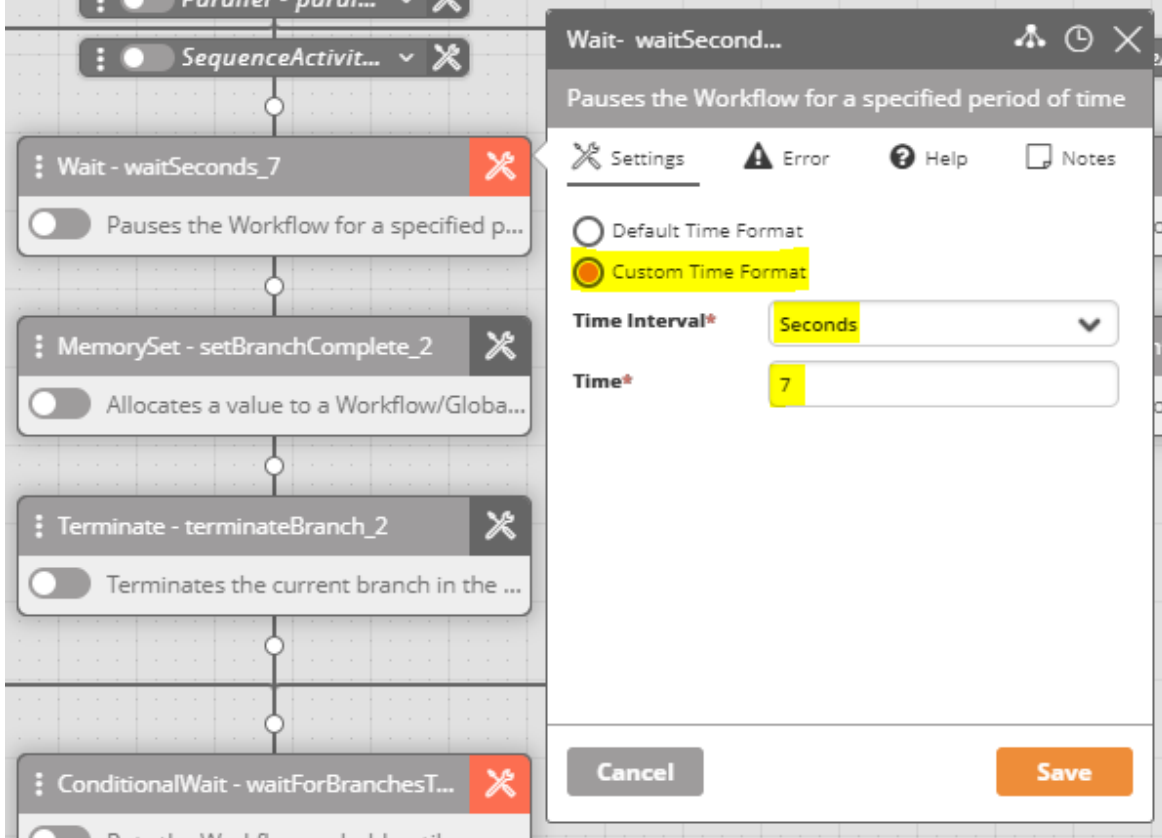 Parallel - paral...
SequenceActivit...
Wait - waitSeconds_7
Pauses the Workflow for a specified p...
MemorySet - setBranchComplete_2
Allocates a value to a Workflow/Globa...
Terminate - terminateBranch_2
Terminates the current branch in the ...
ConditionalWait - waitForBranchesT...
Wait- waitSecond...
Pauses the Workflow for a specified period of time
Settings Error Help Notes
Default Time Format
Custom Time Format
Time Interval*
Seconds
Time*
7
Cancel
Save